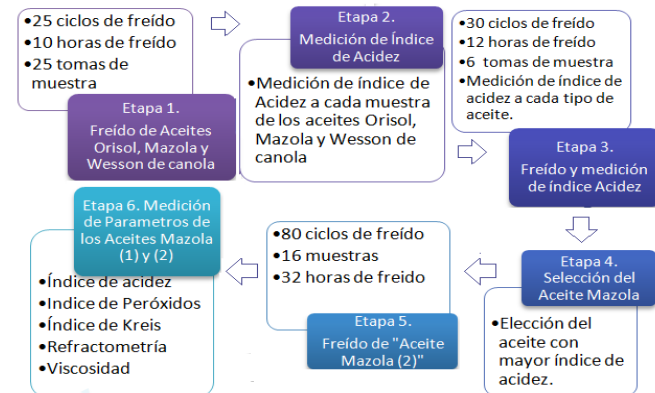 •25 ciclos de freído
•10 horas de freído
•25 tomas de
muestra
Etapa 1.
Freído de Aceites
Orisol, Mazola y
Wesson de canola
Etapa 2.
Medición de Índice
de Acidez
•Medición de índice de
Acidez a cada muestra
de los aceites Orisol,
Mazola y Wesson de
canola
•30 ciclos de freído
•12 horas de freído
•6 tomas de muestra
•Medición de índice de
acidez a cada tipo de
aceite.
Etapa 3.
Freído y medición
de índice Acidez
Etapa 4.
Selección del
Aceite Mazola
•Elección del
aceite con
mayor índice de
acidez.
•80 ciclos de freído
•16 muestras
•32 horas de freido
Etapa 5.
Freído de "Aceite
Mazola (2)"
Etapa 6. Medición
de Parametros de
los Aceites Mazola
(1) y (2)
•Índice de acidez
•Indice de Peróxidos
•Índice de Kreis
•Refractometría
•Viscosidad